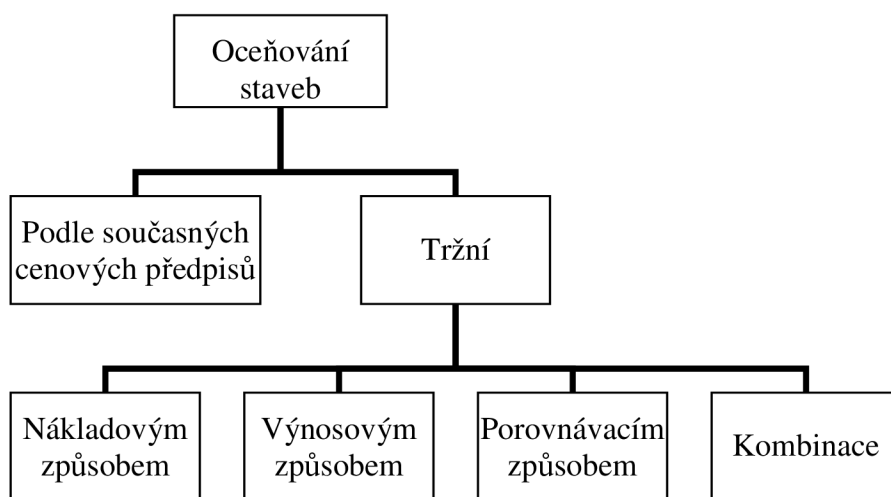 Oceňování
staveb
Podle současných
cenových předpisů
Tržní
Nákladovým
způsobem
Výnosovým
způsobem
Porovnávacím
způsobem
Kombinace